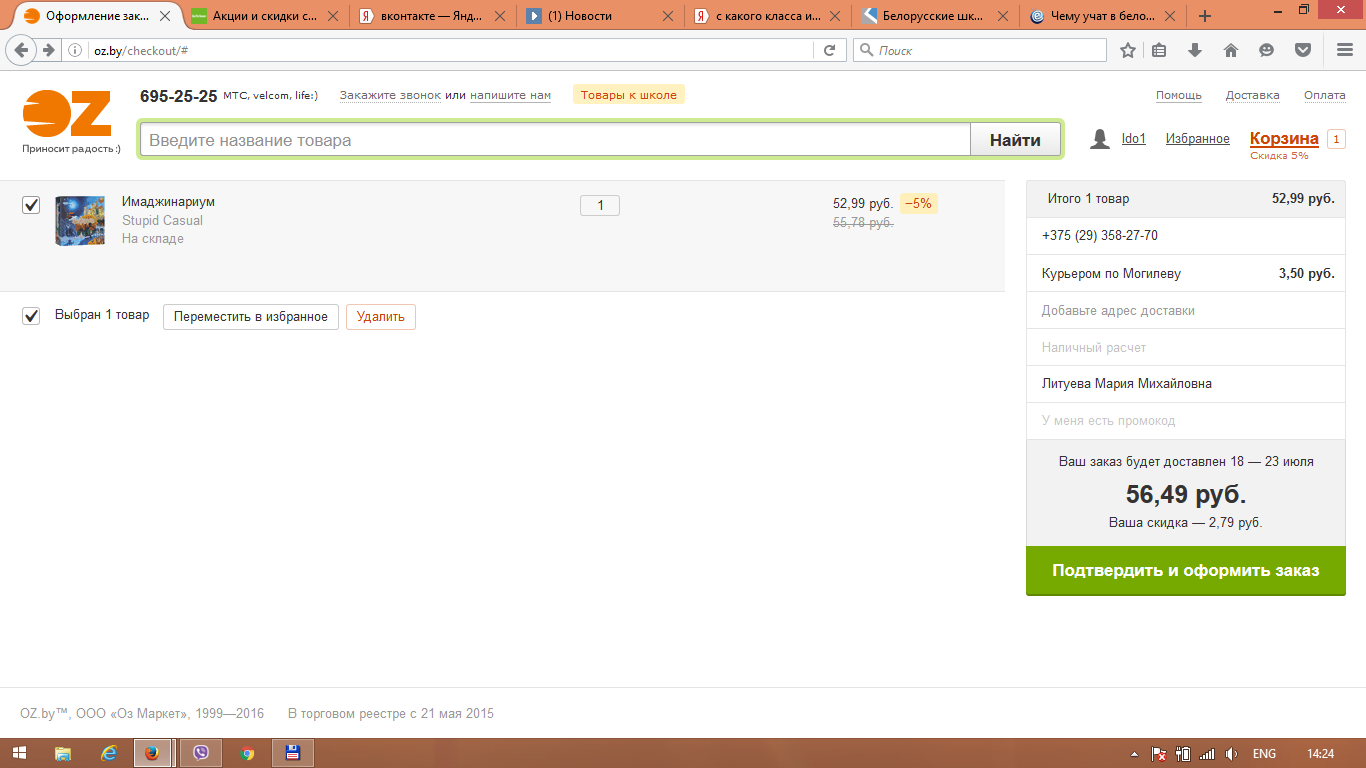 Оформление зак...
Акции и скидки с...
вконтакте — Янд...
(1) Новости
с какого класса и...
Белорусские шк...
Чему учат в бело...
oz.by/checkout/#
Поиск
OZ
Приносит радость :)
695-25-25 МТС, velcom, life:) Закажите звонок или напишите нам Товары к школе
Помощь Доставка Оплата
Введите название товара Найти
ldo1 Избранное Корзина 1
Скидка 5%
Имаджинариум 1 52,99 руб. –5%
Stupid Casual 55,78 руб.
На складе
Выбран 1 товар Переместить в избранное Удалить
Итого 1 товар 52,99 руб.
+375 (29) 358-27-70
Курьером по Могилеву 3,50 руб.
Добавьте адрес доставки
Наличный расчет
Литуева Мария Михайловна
У меня есть промокод
Ваш заказ будет доставлен 18 — 23 июля
56,49 руб.
Ваша скидка — 2,79 руб.
Подтвердить и оформить заказ
OZ.by™, ООО «Оз Маркет», 1999—2016 В торговом реестре с 21 мая 2015
ENG 14:24